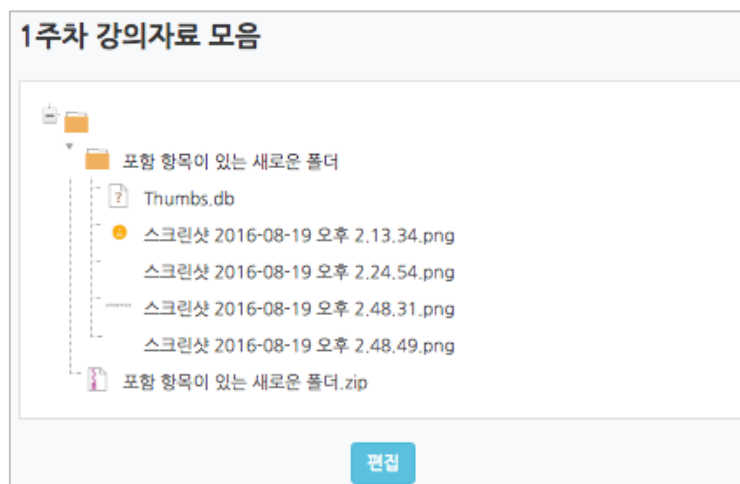 1주차 강의자료 모음
포함 항목이 있는 새로운 폴더
Thumbs.db
스크린샷 2016-08-19 오후 2.13.34.png
스크린샷 2016-08-19 오후 2.24.54.png
스크린샷 2016-08-19 오후 2.48.31.png
스크린샷 2016-08-19 오후 2.48.49.png
포함 항목이 있는 새로운 폴더.zip
편집